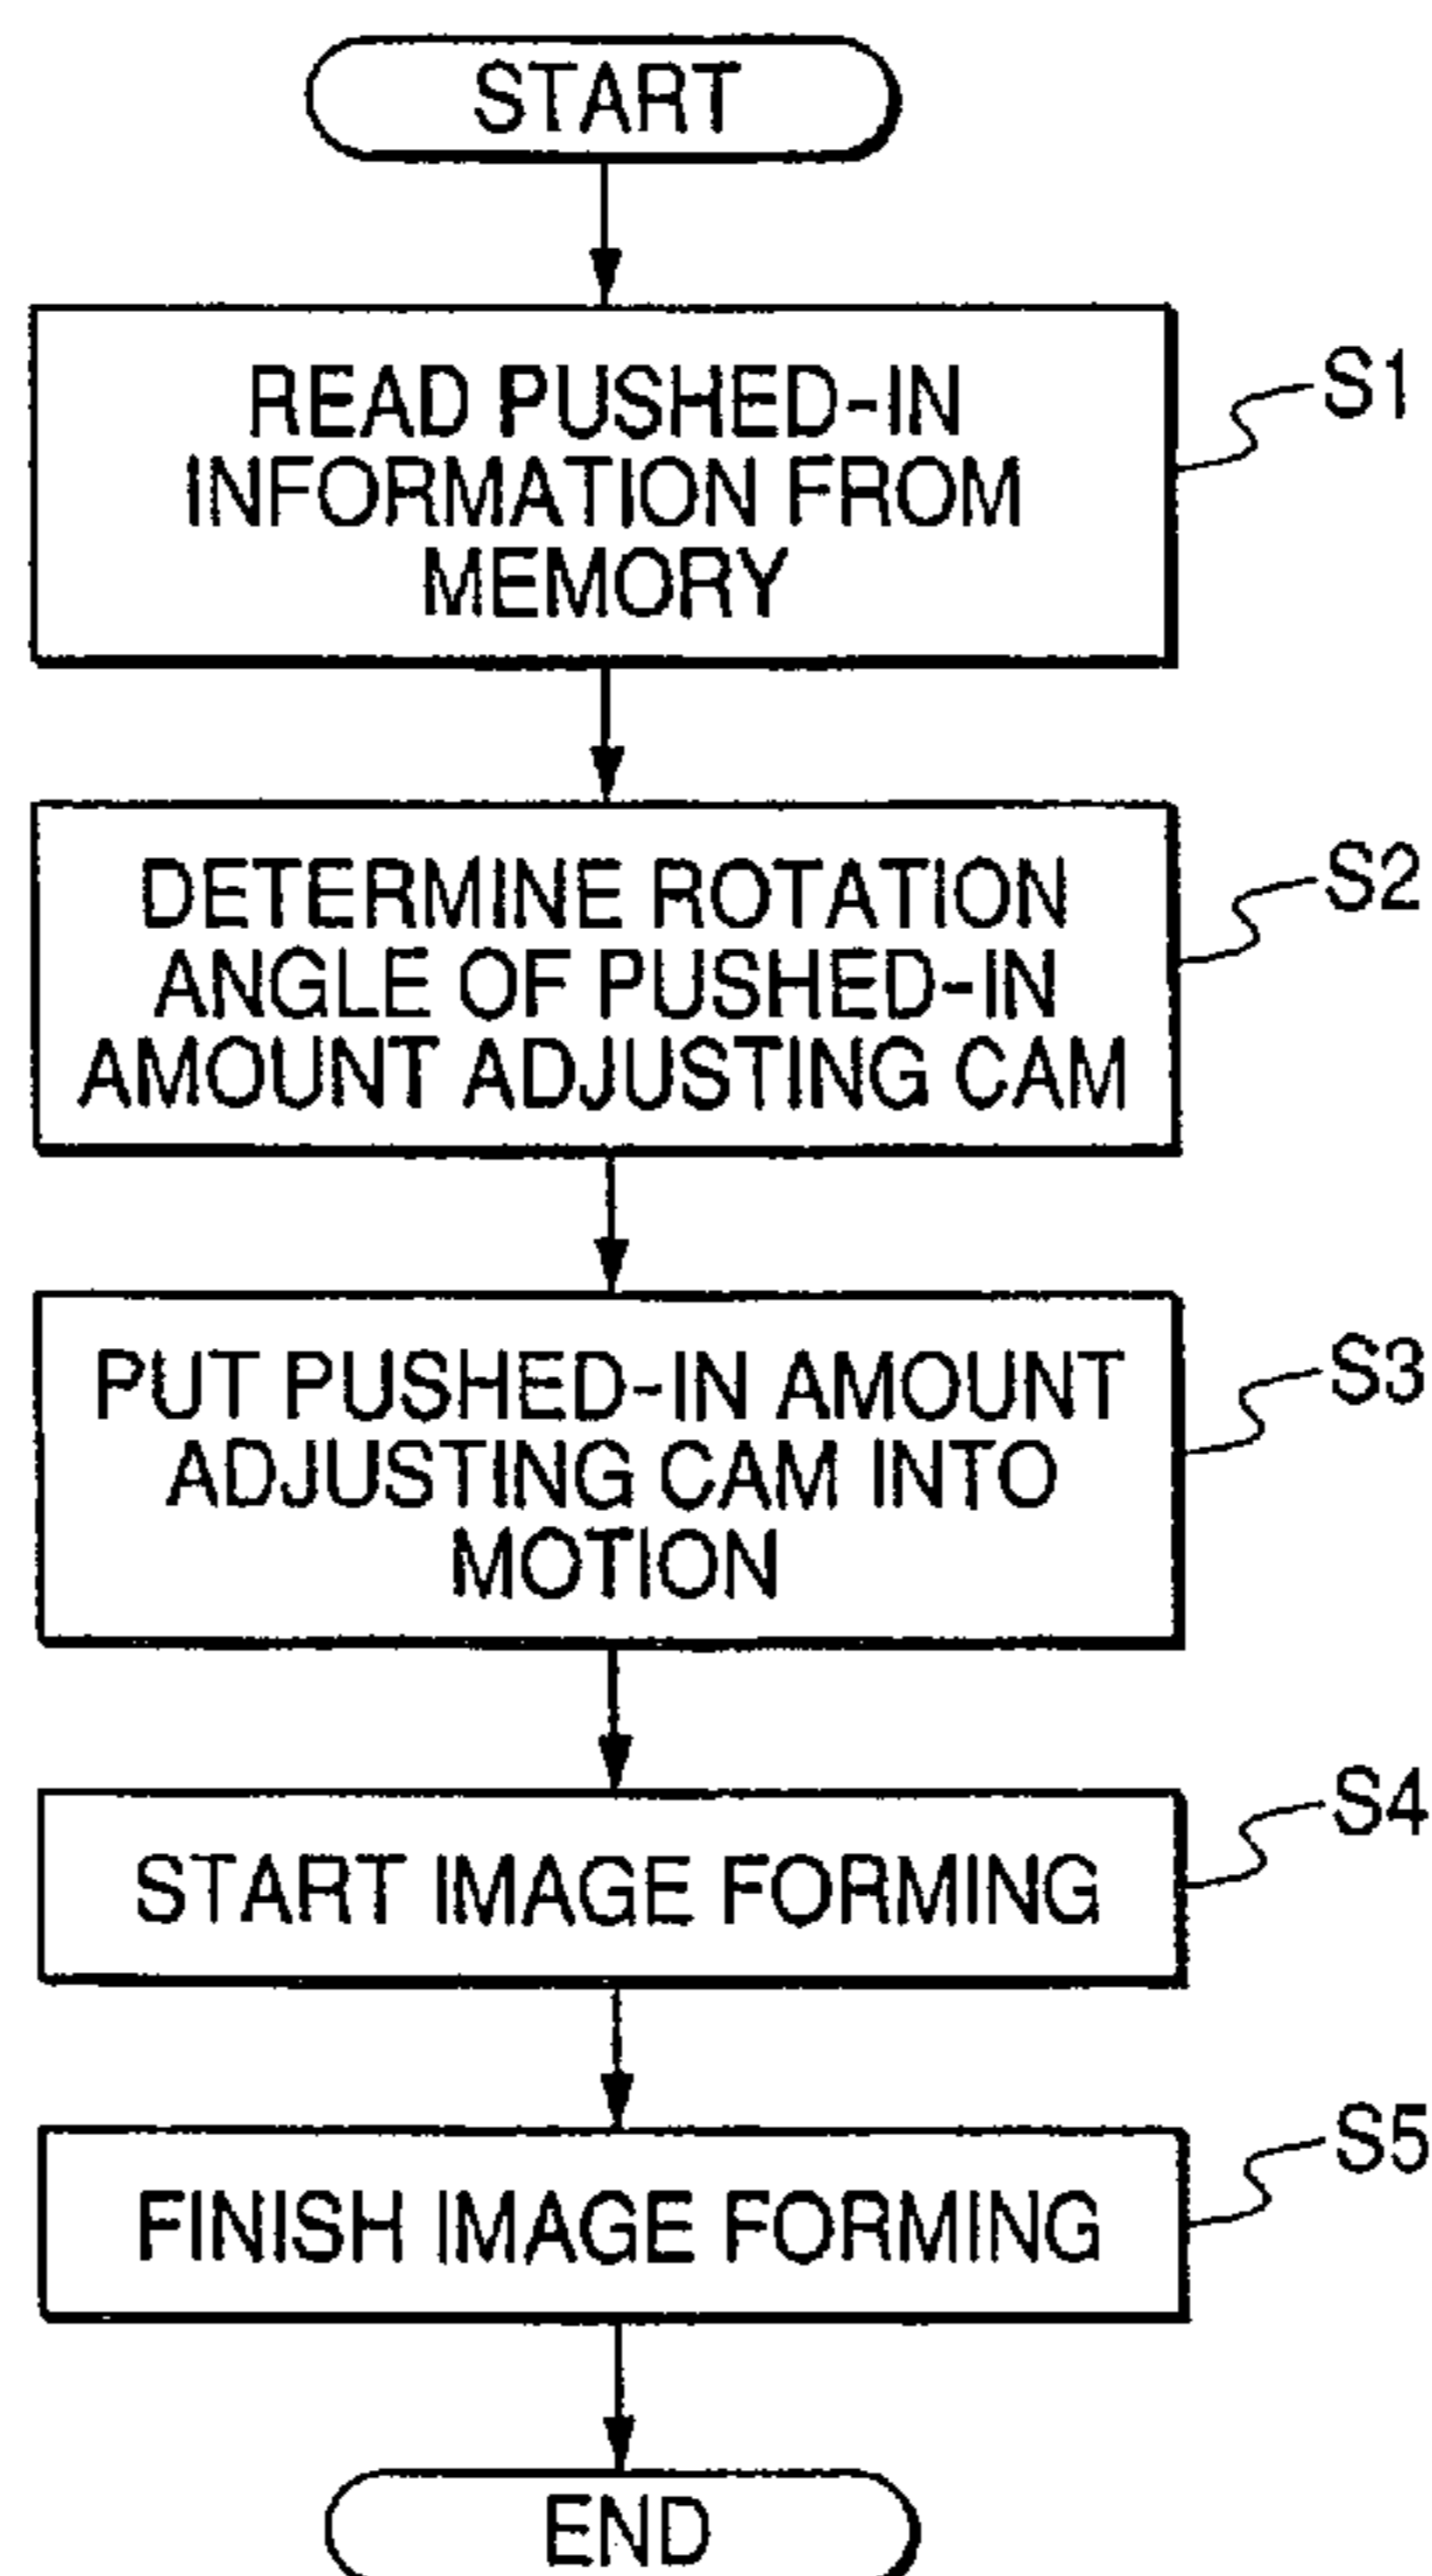 START
READ PUSHED-IN
INFORMATION FROM
MEMORY
S1
DETERMINE ROTATION
ANGLE OF PUSHED-IN
AMOUNT ADJUSTING CAM
S2
PUT PUSHED-IN AMOUNT
ADJUSTING CAM INTO
MOTION
S3
START IMAGE FORMING
S4
FINISH IMAGE FORMING
S5
END